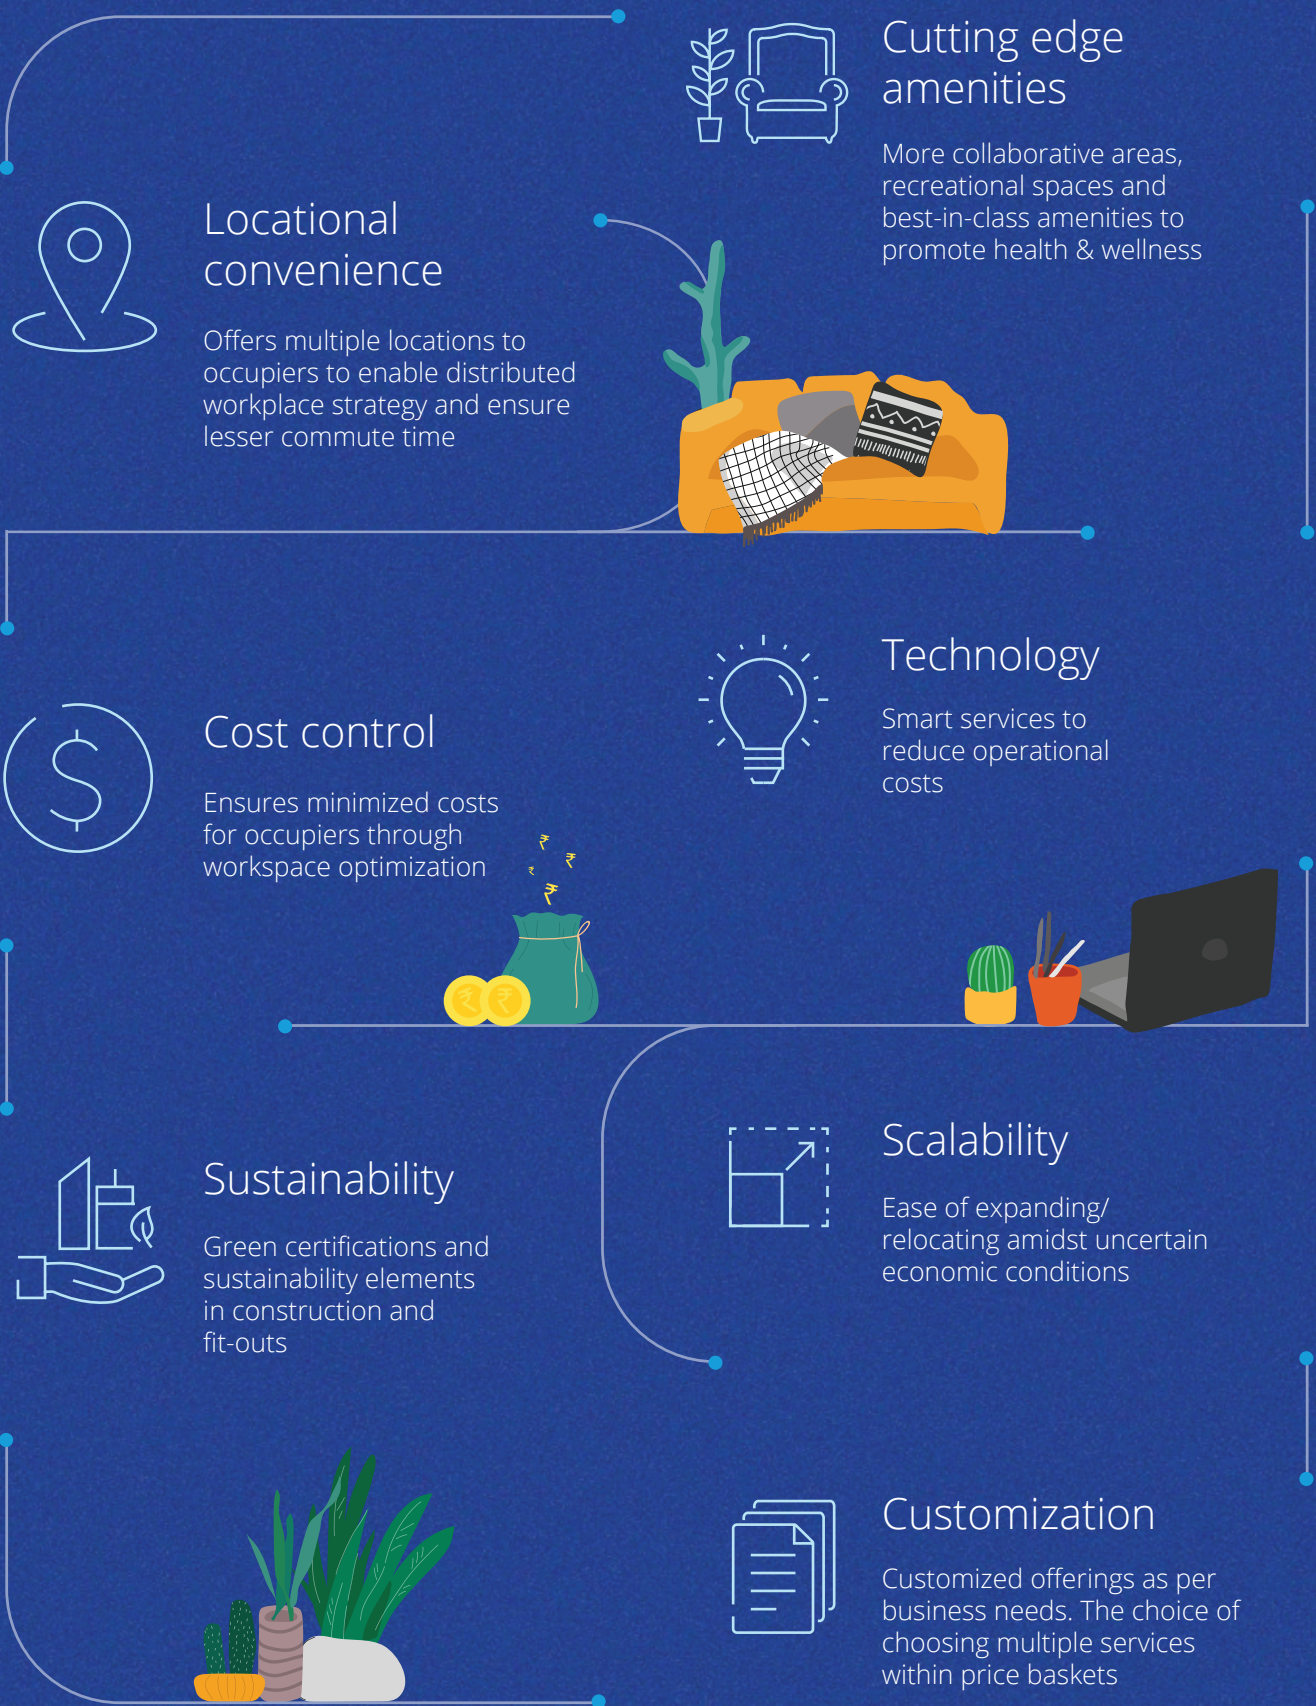 Cutting edge
amenities
More collaborative areas,
recreational spaces and
best-in-class amenities to
promote health & wellness
Locational
convenience
Offers multiple locations to
occupiers to enable distributed
workplace strategy and ensure
lesser commute time
Technology
Smart services to
reduce operational
costs
Cost control
Ensures minimized costs
for occupiers through
workspace optimization
Scalability
Ease of expanding/
relocating amidst uncertain
economic conditions
Sustainability
Green certifications and
sustainability elements
in construction and
fit-outs
Customization
Customized offerings as per
business needs. The choice of
choosing multiple services
within price baskets